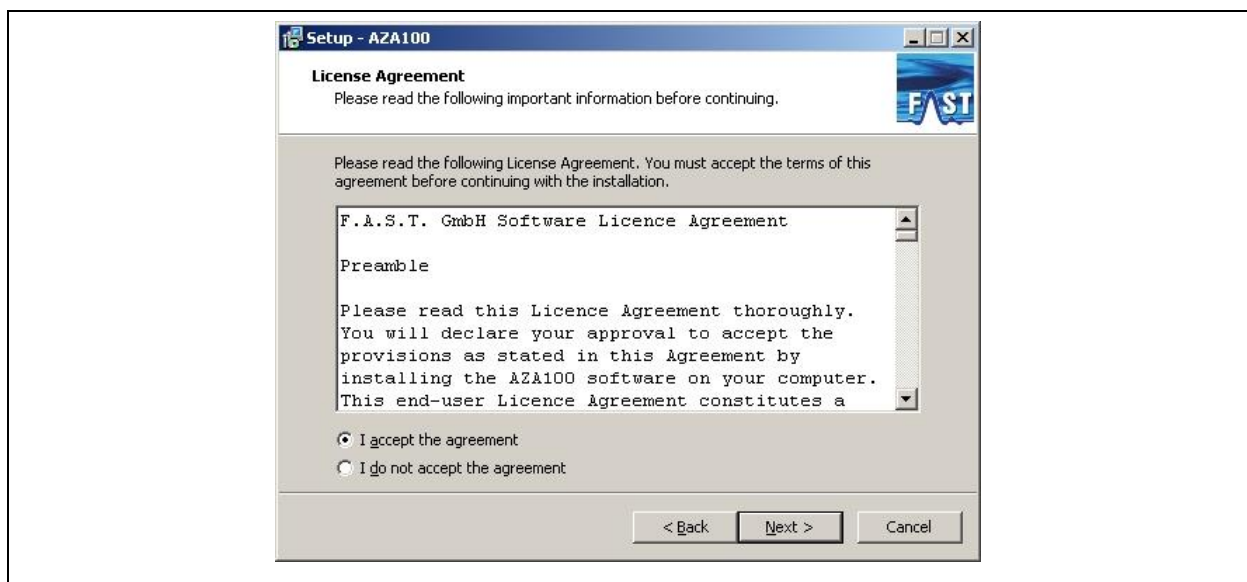 Setup - AZA100
License Agreement
Please read the following important information before continuing.
FAST
Please read the following License Agreement. You must accept the terms of this
agreement before continuing with the installation.
F.A.S.T. GmbH Software Licence Agreement
Preamble
Please read this Licence Agreement thoroughly.
You will declare your approval to accept the
provisions as stated in this Agreement by
installing the AZA100 software on your computer.
This end-user Licence Agreement constitutes a
I accept the agreement
I do not accept the agreement
< Back
Next >
Cancel